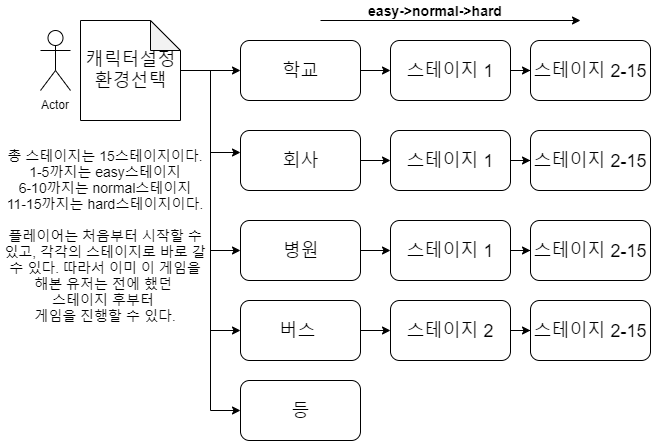 easy->normal->hard
캐릭터설정
환경선택
Actor
학교
스테이지 1
스테이지 2-15
회사
스테이지 1
스테이지 2-15
총 스테이지는 15스테이지이다.
1-5까지는 easy스테이지
6-10까지는 normal스테이지
11-15까지는 hard스테이지이다.
플레이어는 처음부터 시작할 수
있고, 각각의 스테이지로 바로 갈
수 있다. 따라서 이미 이 게임을
해본 유저는 전에 했던
스테이지 후부터
게임을 진행할 수 있다.
병원
스테이지 1
스테이지 2-15
버스
스테이지 2
스테이지 2-15
등